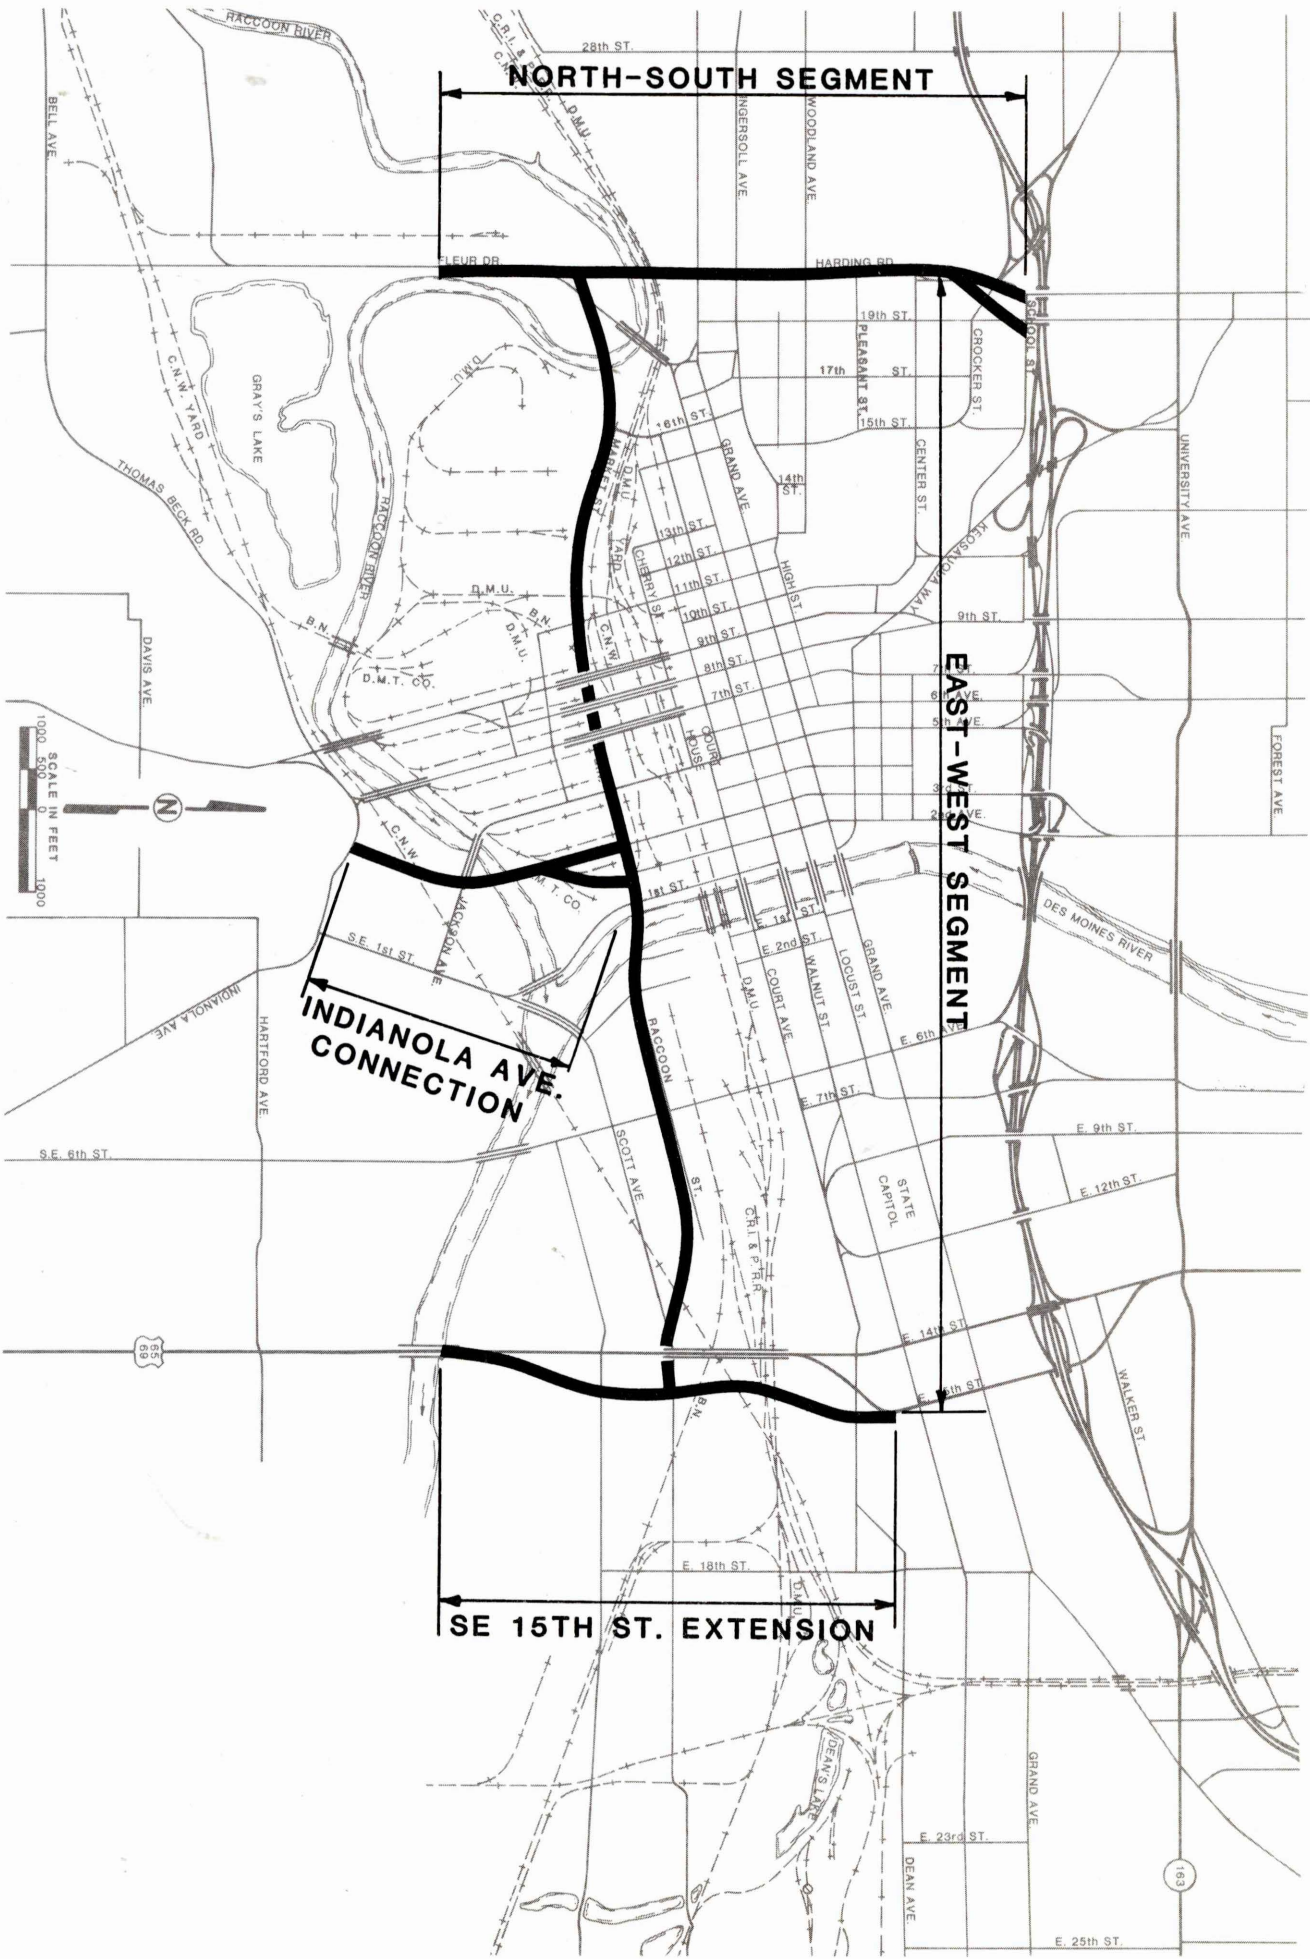 RACCOON RIVER
C.R.I. & P.R.R.
28th ST.
NORTH-SOUTH SEGMENT
D.M.U.
BELL AVE.
INGERSOLL AVE.
WOODLAND AVE.
FLEUR DR.
HARDING RD.
19th ST.
SCHOOL ST.
PLEASANT ST.
CROCKER ST.
17th ST.
D.M.U.
C.N.W. YARD
GRAY'S LAKE
16th ST.
15th ST.
MARKET ST.
D.M.U.
YARD
GRAND AVE.
CENTER ST.
UNIVERSITY AVE.
14th
ST.
THOMAS BECK RD.
RACCOON RIVER
13th ST.
12th ST.
11th ST.
10th ST.
9th ST.
8th ST.
7th ST.
CHERRY ST.
HIGH ST.
KEOSAUQUA WAY
9th ST.
D.M.U.
B.N.
D.M.U.
C.N.W.
B.N.
D.M.T. CO.
DAVIS AVE.
7th ST.
6th AVE.
5th AVE.
3rd ST.
2nd AVE.
EAST-WEST SEGMENT
COURT
HOUSE
FOREST AVE.
SCALE IN FEET
1000 500 0 1000
N
C.N.W.
M.T. CO.
JACKSON AVE.
1st ST.
E. 1st ST.
E. 2nd ST.
DES MOINES RIVER
S.E. 1st ST.
D.M.U.
COURT AVE.
WALNUT ST.
LOCUST ST.
GRAND AVE.
INDIANOLA AVE.
HARTFORD AVE.
INDIANOLA AVE.
CONNECTION
RACCOON
ST.
E. 6th AVE.
E. 7th ST.
E. 9th ST.
S.E. 6th ST.
SCOTT AVE.
STATE
CAPITOL
E. 12th ST.
C.R.I. & P. R.R.
E. 14th ST.
65
69
E. 15th ST.
WALKER ST.
B.N.
E. 18th ST.
D.M.U.
SE 15TH ST. EXTENSION
DEAN'S LAKE
GRAND AVE.
E. 23rd ST.
DEAN AVE.
163
E. 25th ST.